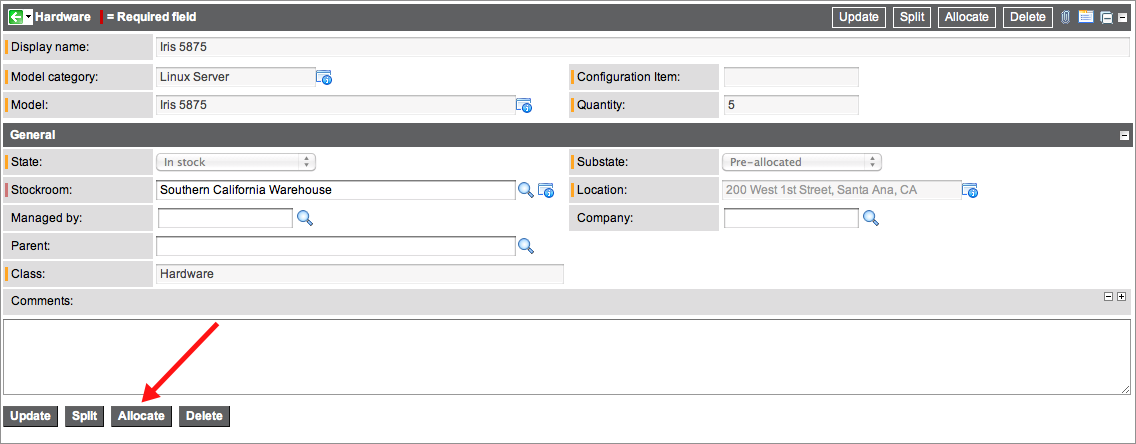 Hardware = Required field Update Split Allocate Delete
Display name: Iris 5875
Model category: Linux Server Configuration Item:
Model: Iris 5875 Quantity: 5
General
State: In stock Substate: Pre-allocated
Stockroom: Southern California Warehouse Location: 200 West 1st Street, Santa Ana, CA
Managed by: Company:
Parent:
Class: Hardware
Comments:
Update Split Allocate Delete